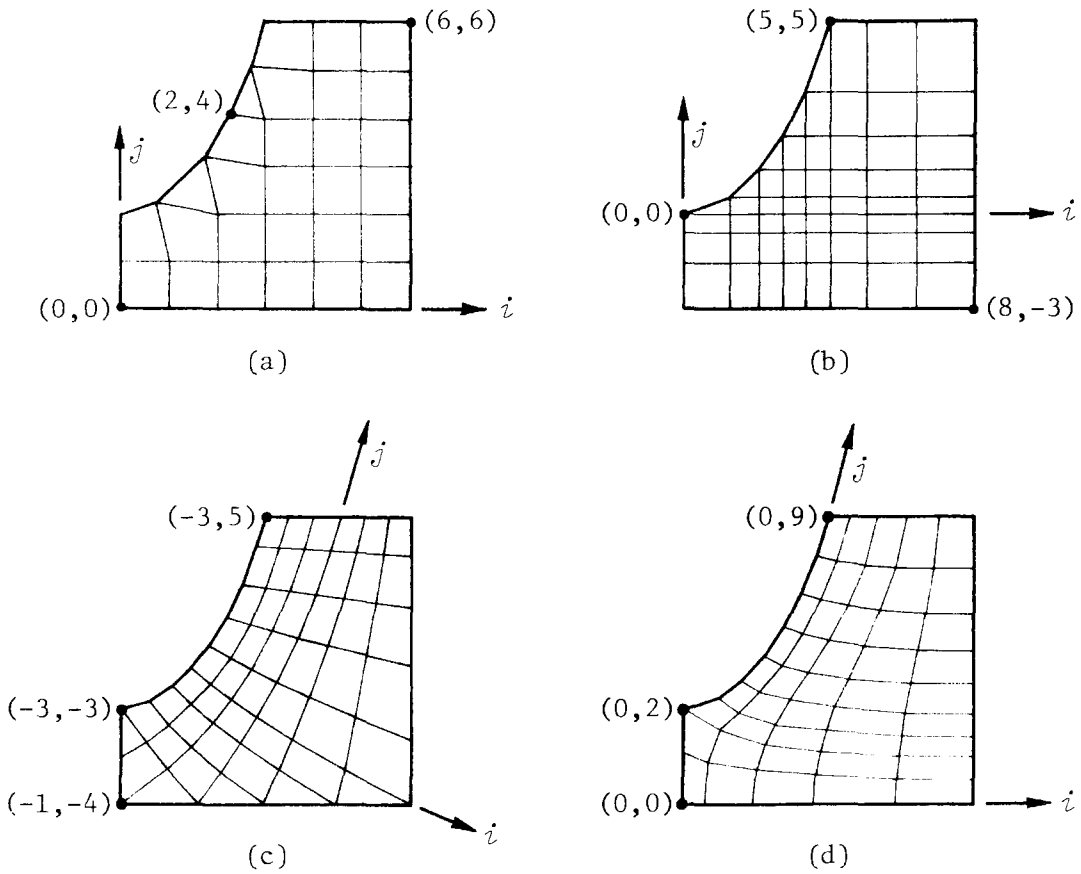 (6,6)
(2,4)
j
(0,0)
i
(a)
(5,5)
j
(0,0)
i
(8,-3)
(b)
j
(-3,5)
(-3,-3)
(-1,-4)
i
(c)
j
(0,9)
(0,2)
(0,0)
i
(d)